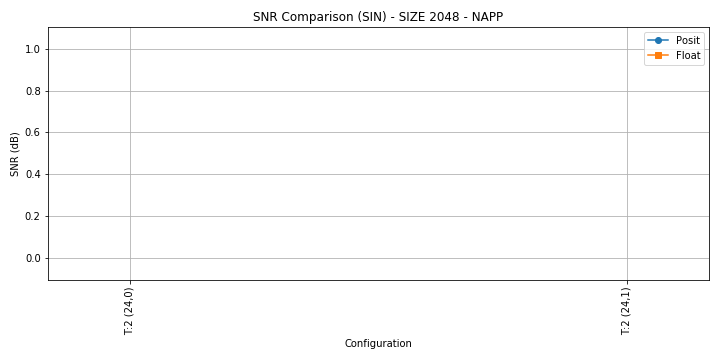 SNR Comparison (SIN) - SIZE 2048 - NAPP
Posit
Float
SNR (dB)
1.0
0.8
0.6
0.4
0.2
0.0
T:2 (24,0)
T:2 (24,1)
Configuration